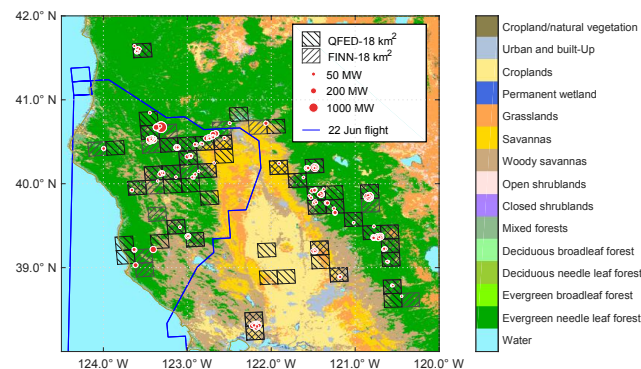 42.0° N
41.0° N
40.0° N
39.0° N
124.0° W
123.0° W
122.0° W
121.0° W
120.0° W
QFED-18 km²
FINN-18 km²
50 MW
200 MW
1000 MW
22 Jun flight
Cropland/natural vegetation
Urban and built-Up
Croplands
Permanent wetland
Grasslands
Savannas
Woody savannas
Open shrublands
Closed shrublands
Mixed forests
Deciduous broadleaf forest
Deciduous needle leaf forest
Evergreen broadleaf forest
Evergreen needle leaf forest
Water